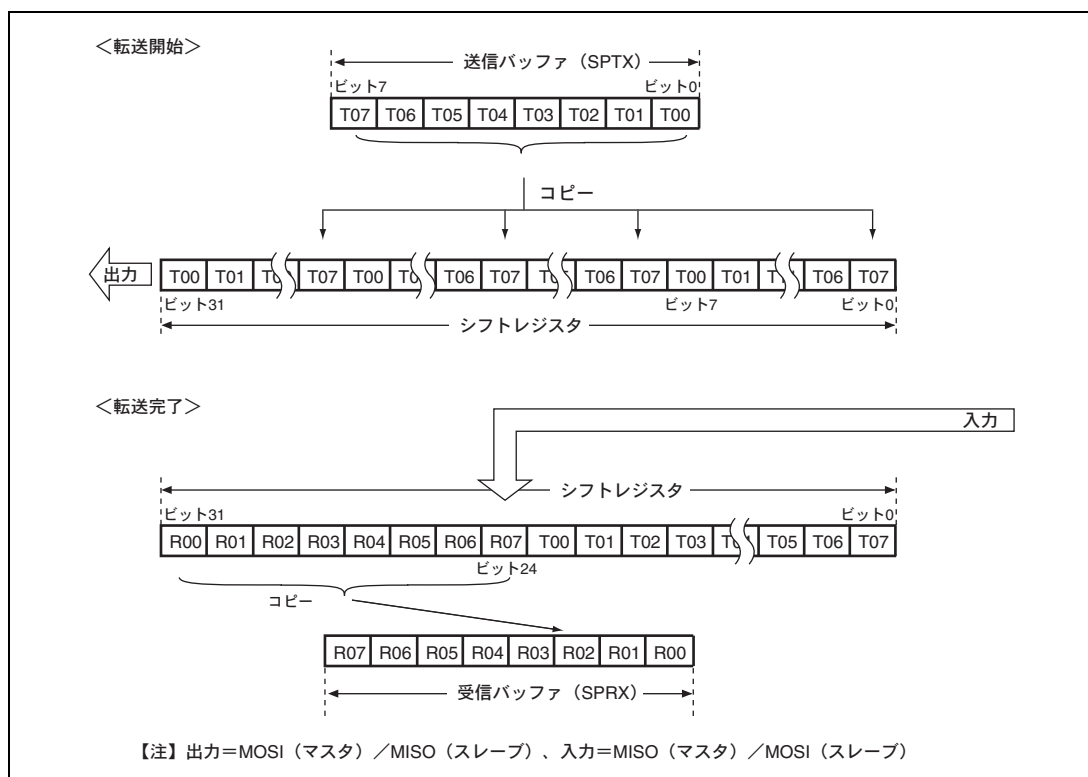 ＜転送開始＞
送信バッファ（SPTX）
ビット7 ビット0
T07 T06 T05 T04 T03 T02 T01 T00
コピー
出力
T00 T01 T07 T00 T06 T07 T06 T07 T00 T01 T06 T07
ビット31 ビット7 ビット0
シフトレジスタ
＜転送完了＞
入力
シフトレジスタ
ビット31 ビット0
R00 R01 R02 R03 R04 R05 R06 R07 T00 T01 T02 T03 T05 T06 T07
ビット24
コピー
R07 R06 R05 R04 R03 R02 R01 R00
受信バッファ（SPRX）
【注】出力＝MOSI（マスタ）／MISO（スレーブ）、入力＝MISO（マスタ）／MOSI（スレーブ）